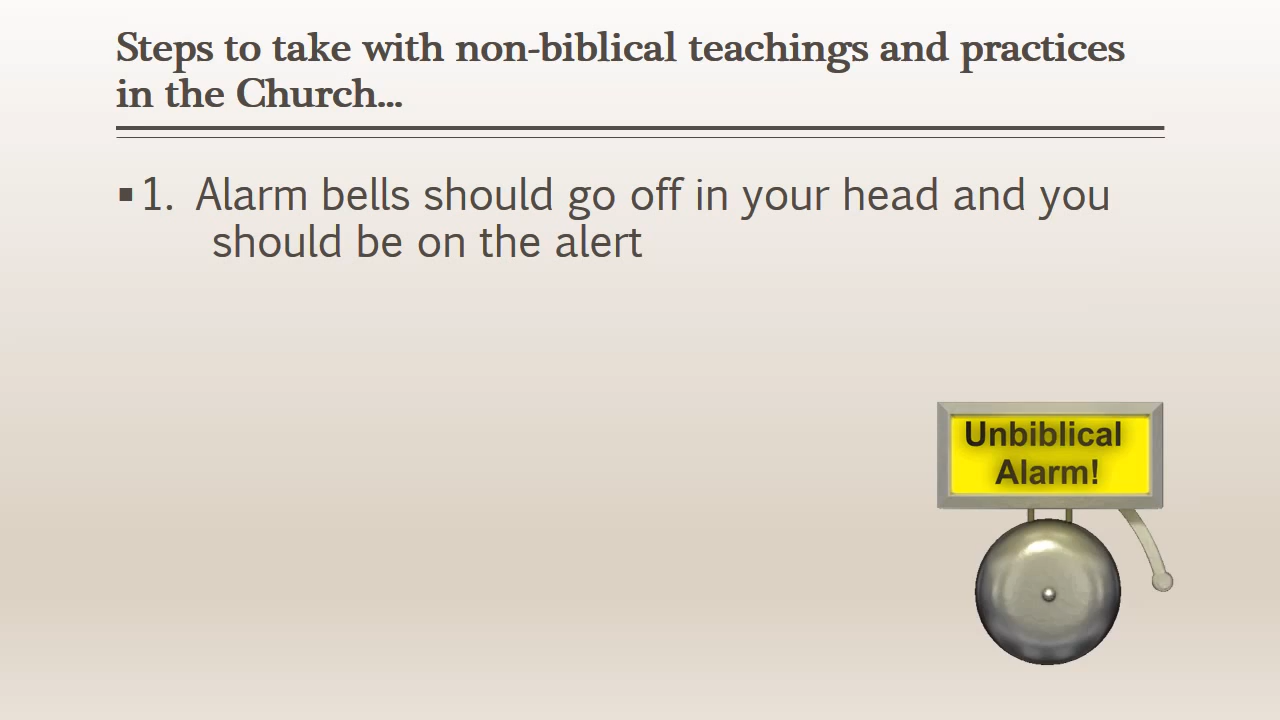 Steps to take with non-biblical teachings and practices
in the Church...
▪ 1. Alarm bells should go off in your head and you
should be on the alert
Unbiblical
Alarm!